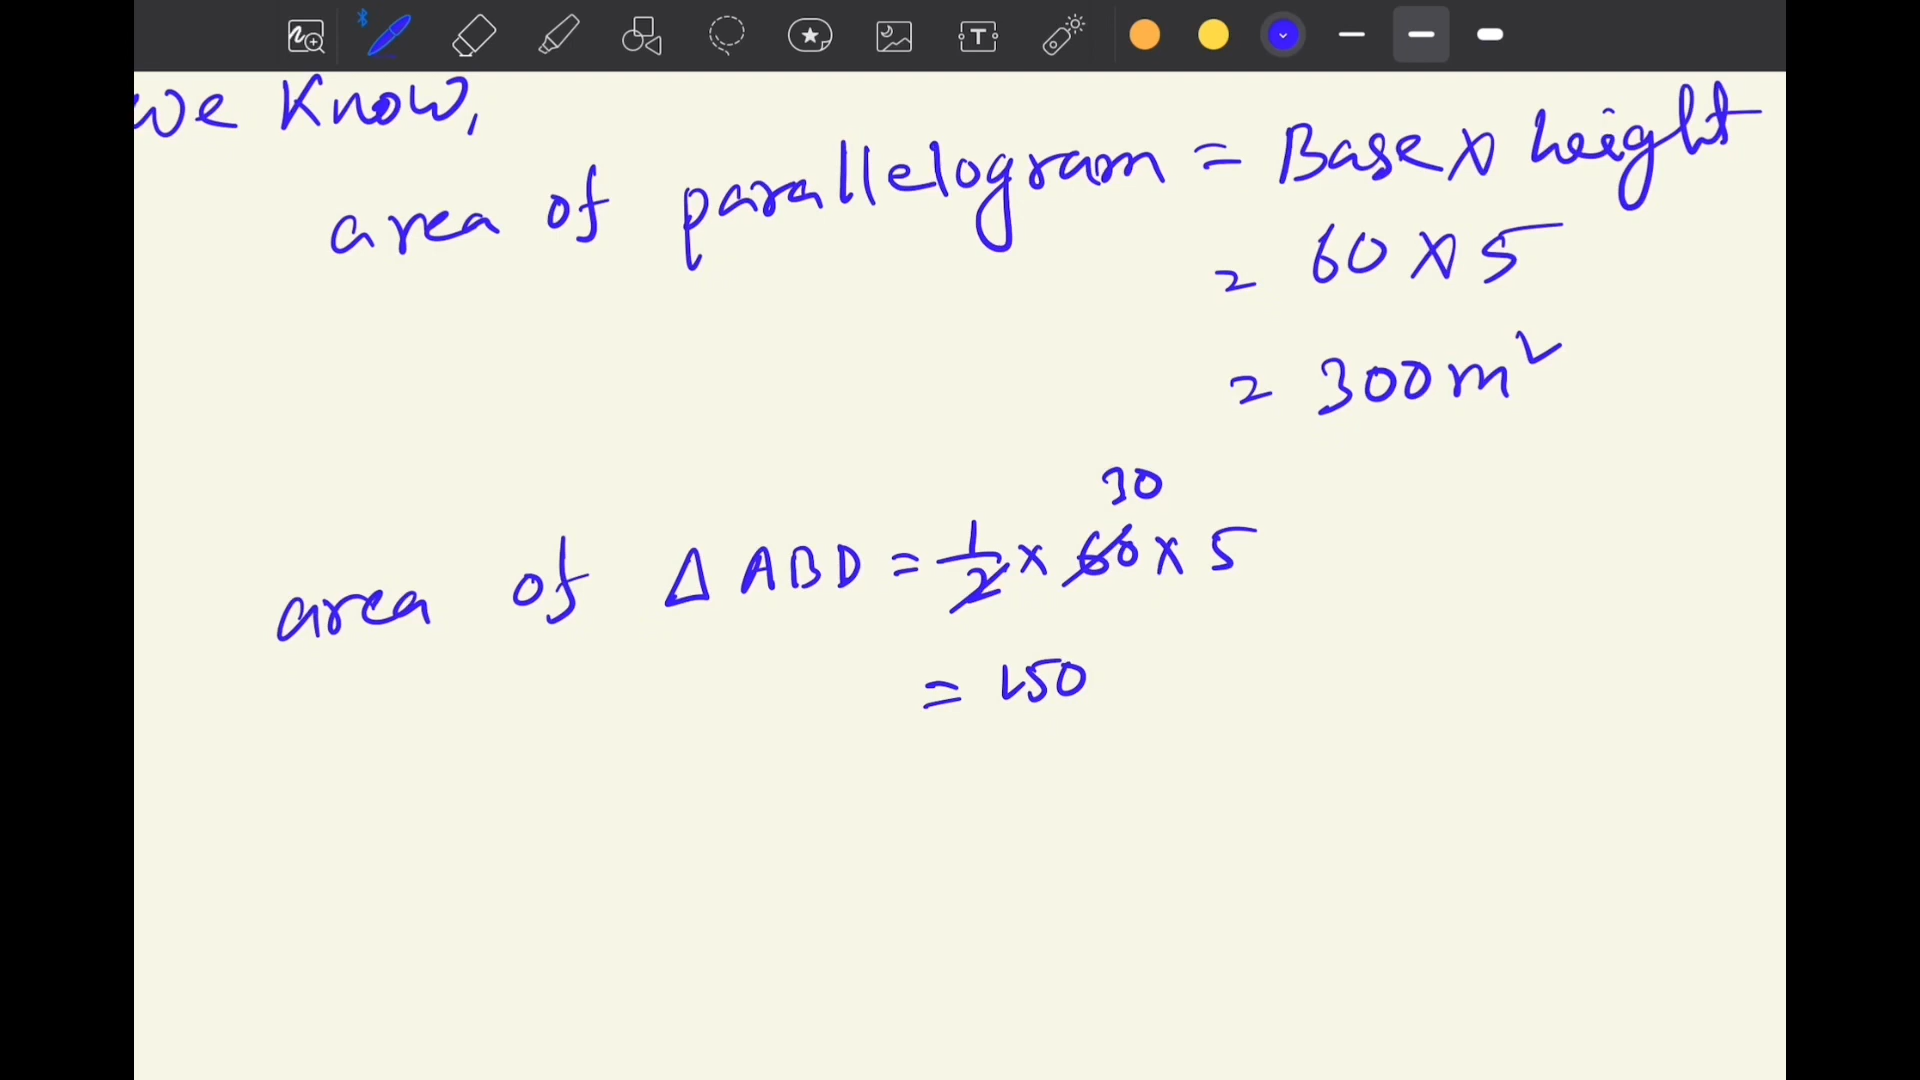 we know,
area of parallelogram = Base x height
= 60 x 5
= 300m²
30
area of Δ ABD = 1/2 x 60 x 5
= 150